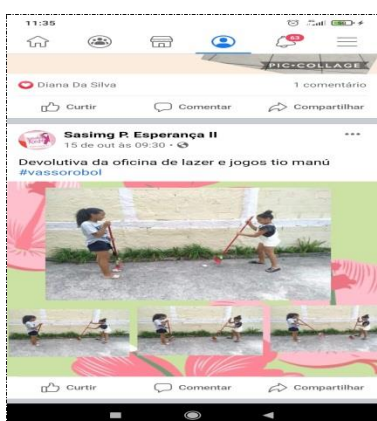 11:35
53
PIC•COLLAGE
Diana Da Silva 1 comentário
Curtir Comentar Compartilhar
Sasimg P. Esperança II
15 de out às 09:30 •
Devolutiva da oficina de lazer e jogos tio manú
#vassorobol
Curtir Comentar Compartilhar